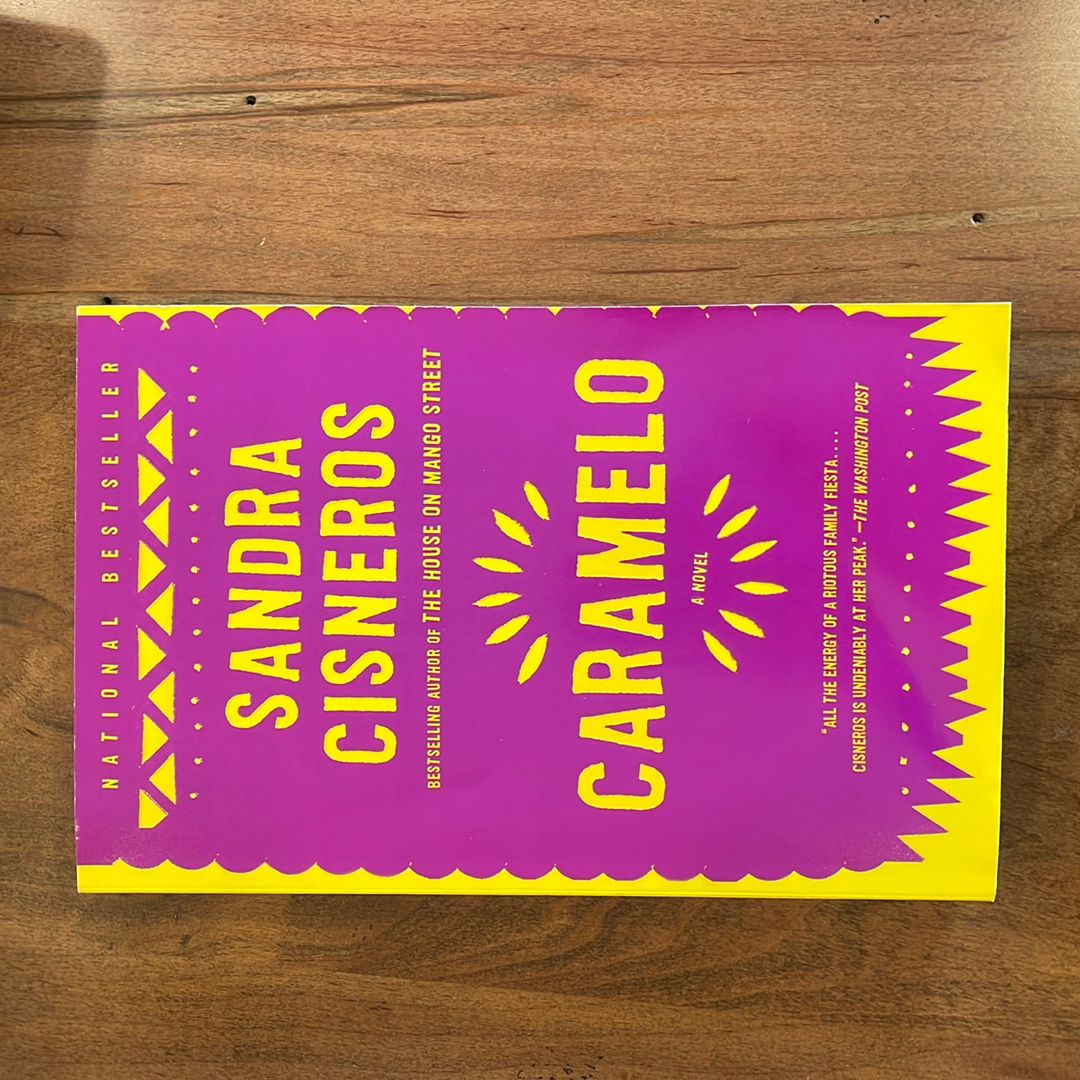 NATIONAL BESTSELLER
SANDRA
CISNEROS
BESTSELLING AUTHOR OF THE HOUSE ON MANGO STREET
CARAMELO
A NOVEL
“ALL THE ENERGY OF A RIOTOUS FAMILY FIESTA. . . .
CISNEROS IS UNDENIABLY AT HER PEAK.” —THE WASHINGTON POST